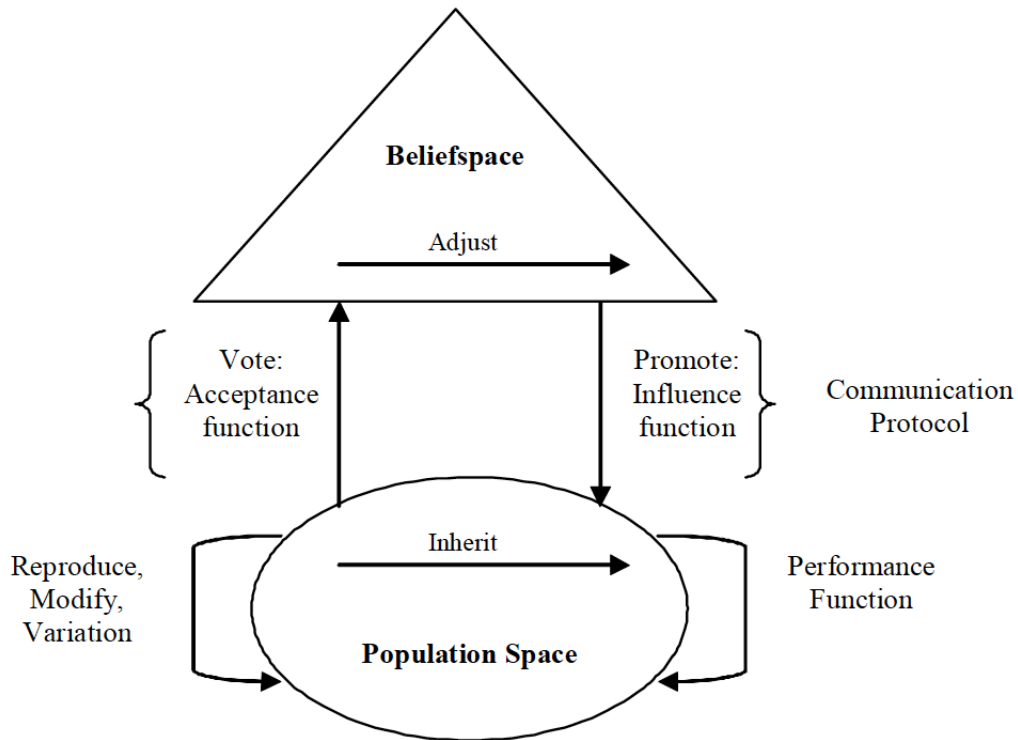 Beliefspace
Adjust
Vote:
Acceptance
function
Promote:
Influence
function
Communication
Protocol
Inherit
Reproduce,
Modify,
Variation
Performance
Function
Population Space